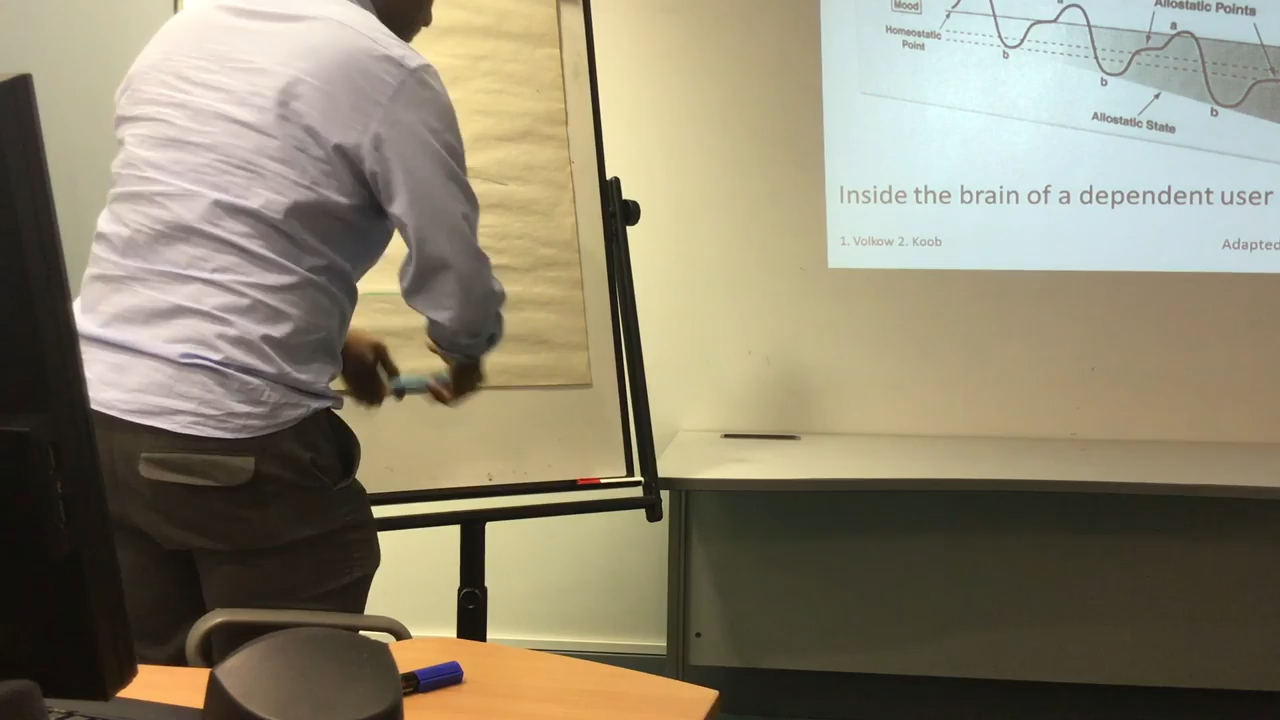 Mood
Allostatic Points
Homeostatic
Point
a
b
b
b
Allostatic State
Inside the brain of a dependent user
1. Volkow 2. Koob
Adapted